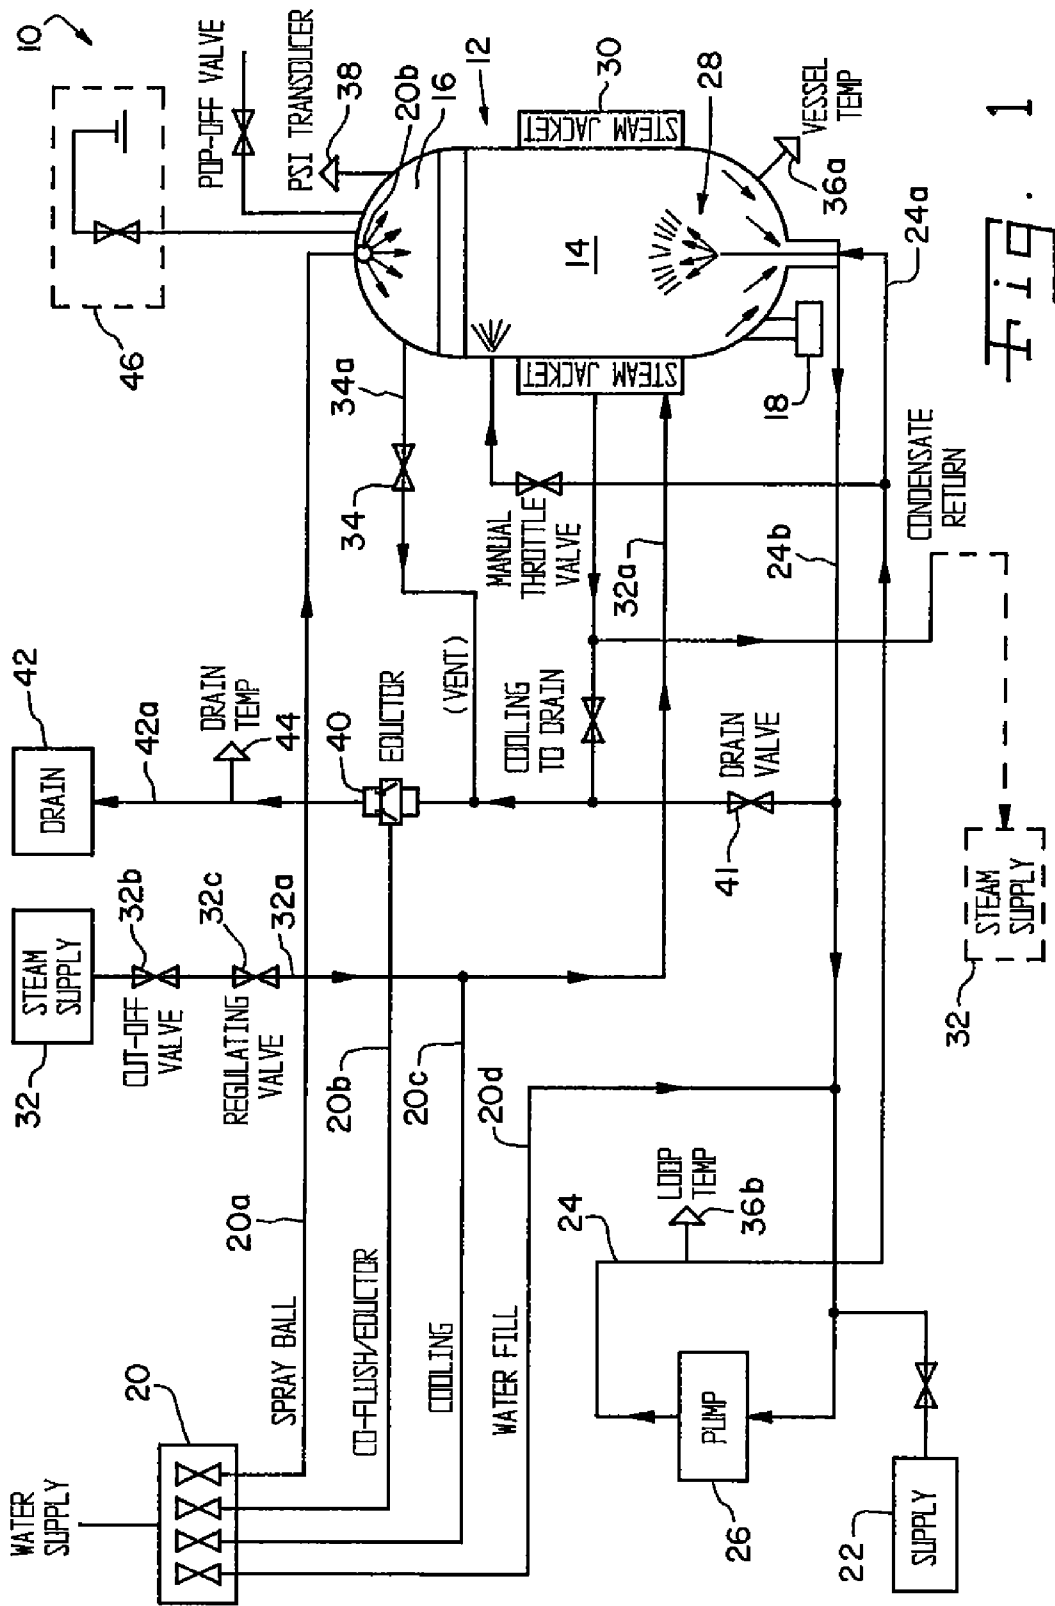 10
WATER
SUPPLY
20
STEAM
SUPPLY
32
DRAIN
42
42a
DRAIN
TEMP
44
46
POP-OFF VALVE
PSI TRANSDUCER
38
20b
16
12
CUT-OFF
VALVE
32b
REGULATING
VALVE
32c
32a
SPRAY BALL
20a
CO-FLUSH/EDUCTOR
20b
COOLING
20c
WATER FILL
20d
EDUCTOR
40
(VENT)
34
34a
MANUAL
THROTTLE
VALVE
COOLING
TO DRAIN
32a
STEAM JACKET
STEAM JACKET
30
14
28
18
VESSEL
TEMP
36a
24a
24b
DRAIN
VALVE
41
CONDENSATE
RETURN
LOOP
TEMP
36b
24
PUMP
26
SUPPLY
22
STEAM
SUPPLY
32
Fig. 1